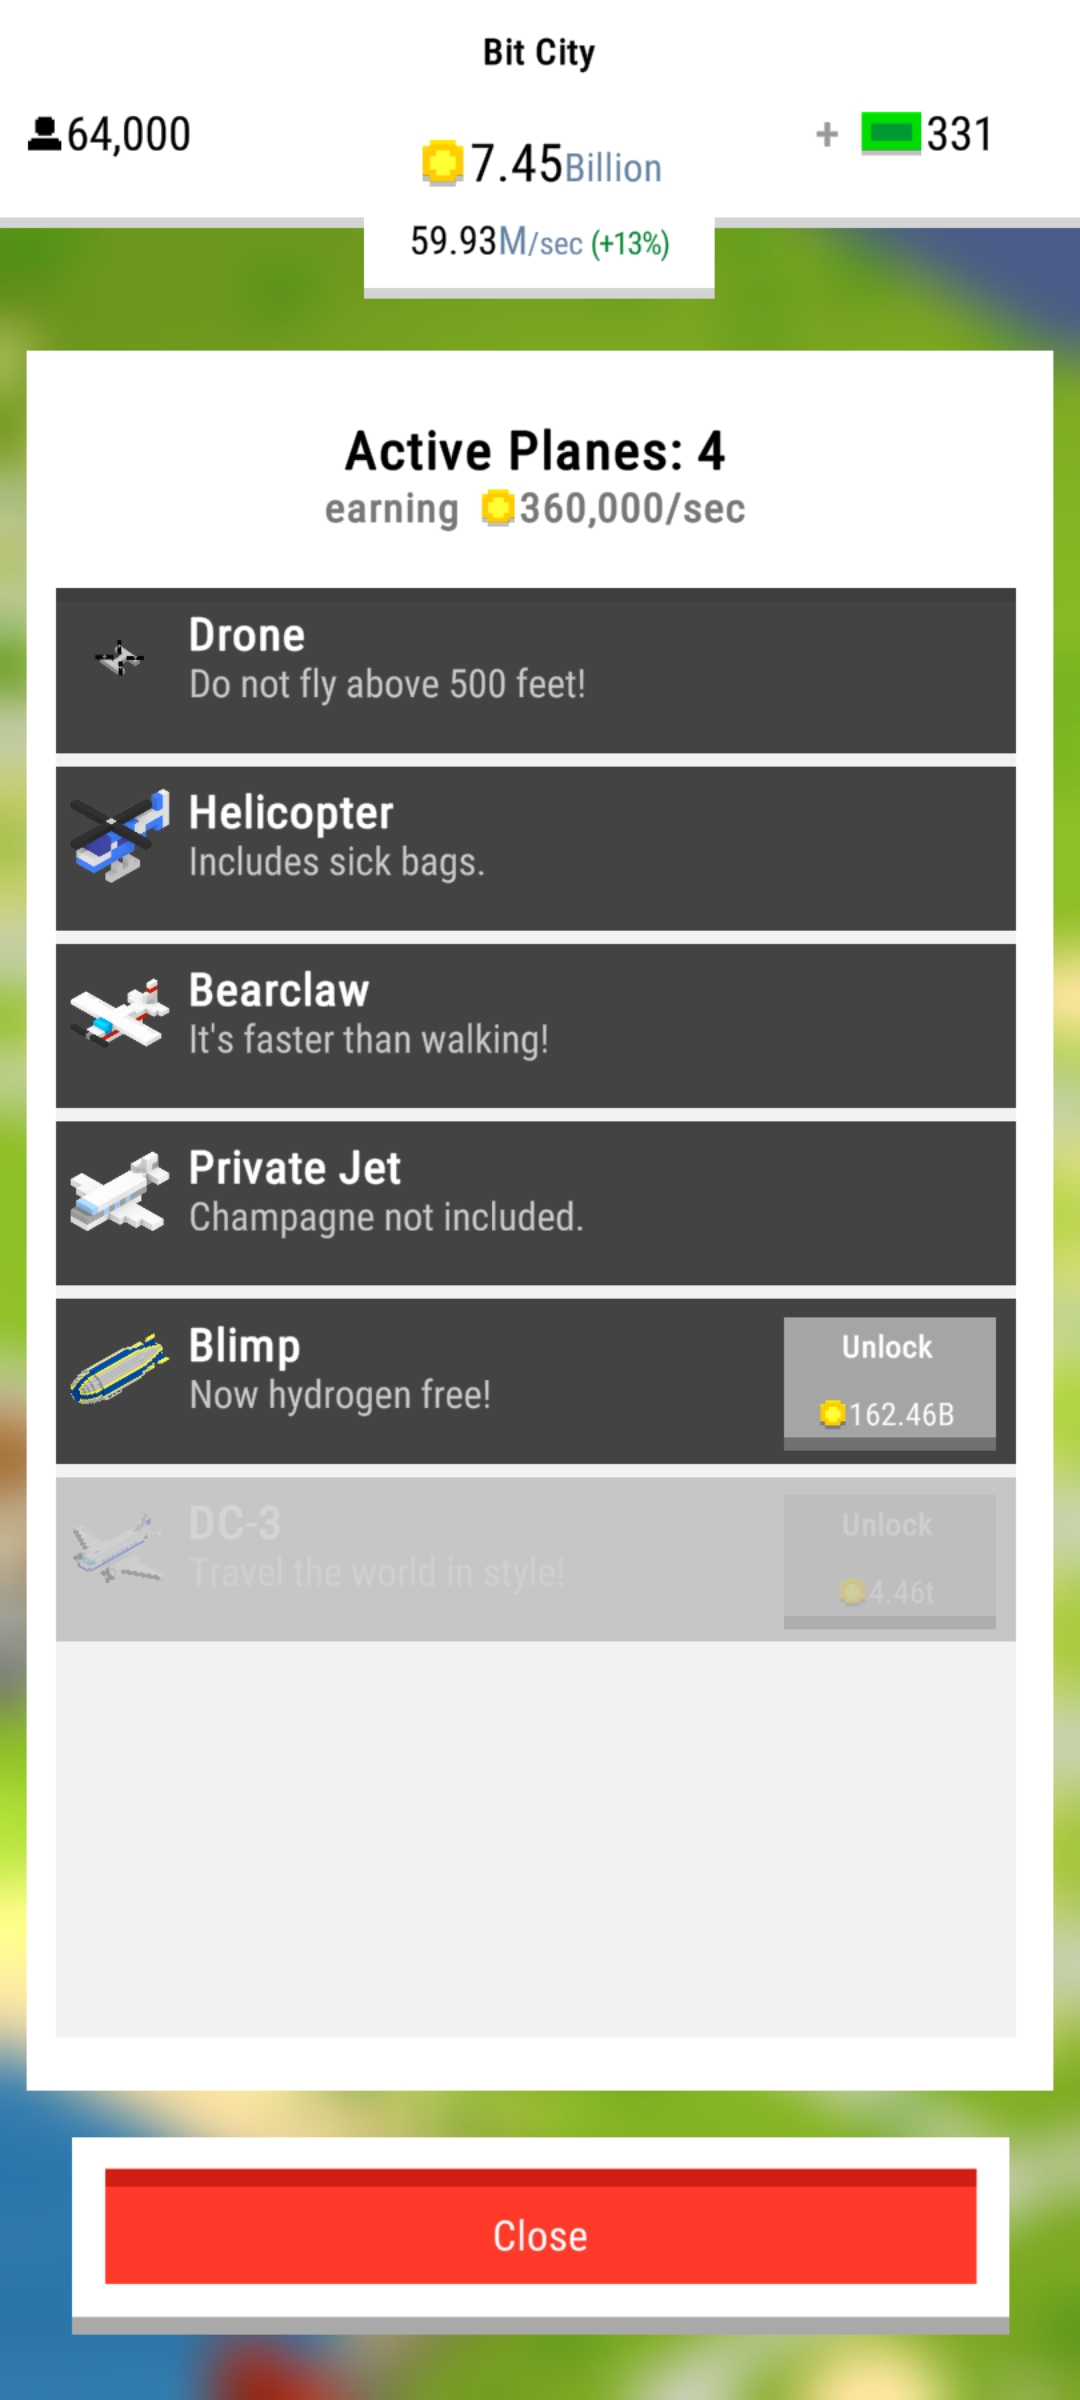 Bit City
64,000
7.45Billion
+ 331
59.93M/sec (+13%)
Active Planes: 4
earning 360,000/sec
Drone
Do not fly above 500 feet!
Helicopter
Includes sick bags.
Bearclaw
It's faster than walking!
Private Jet
Champagne not included.
Blimp
Now hydrogen free!
Unlock
162.46B
DC-3
Travel the world in style!
Unlock
4.46t
Close